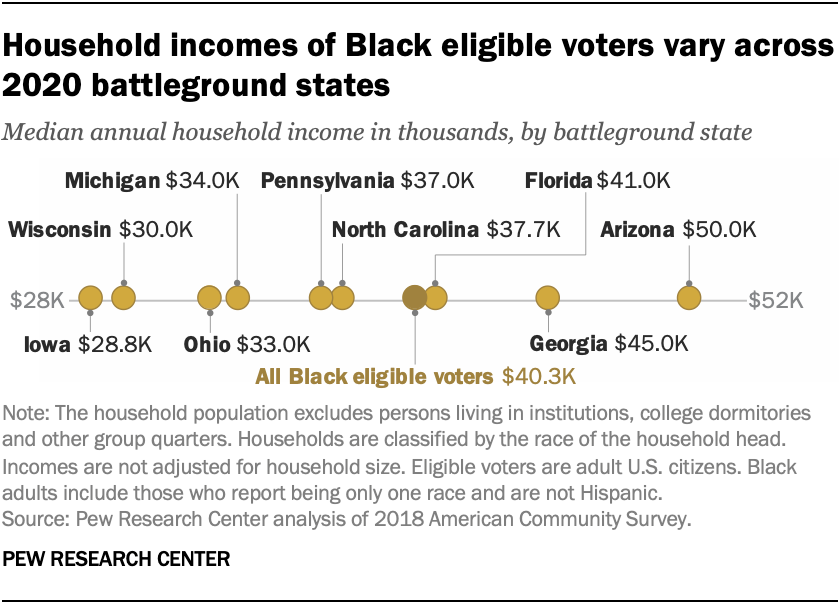 Household incomes of Black eligible voters vary across
2020 battleground states
Median annual household income in thousands, by battleground state
Michigan $34.0K Pennsylvania $37.0K Florida $41.0K
Wisconsin $30.0K North Carolina $37.7K Arizona $50.0K
$28K $52K
Iowa $28.8K Ohio $33.0K Georgia $45.0K
All Black eligible voters $40.3K
Note: The household population excludes persons living in institutions, college dormitories
and other group quarters. Households are classified by the race of the household head.
Incomes are not adjusted for household size. Eligible voters are adult U.S. citizens. Black
adults include those who report being only one race and are not Hispanic.
Source: Pew Research Center analysis of 2018 American Community Survey.
PEW RESEARCH CENTER